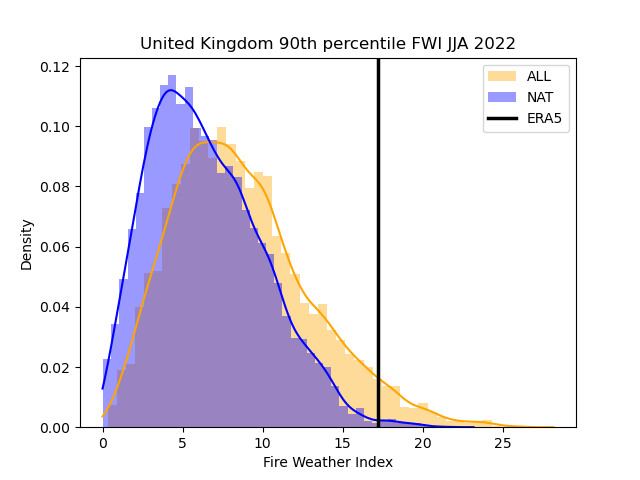 United Kingdom 90th percentile FWI JJA 2022
ALL
NAT
ERA5
0.12
0.10
0.08
0.06
0.04
0.02
0.00
Density
0 5 10 15 20 25
Fire Weather Index